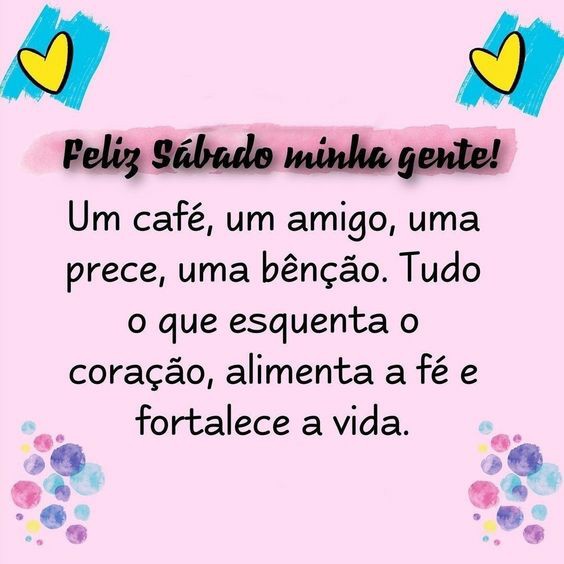 Feliz Sábado minha gente!
Um café, um amigo, uma
prece, uma bênção. Tudo
o que esquenta o
coração, alimenta a fé e
fortalece a vida.